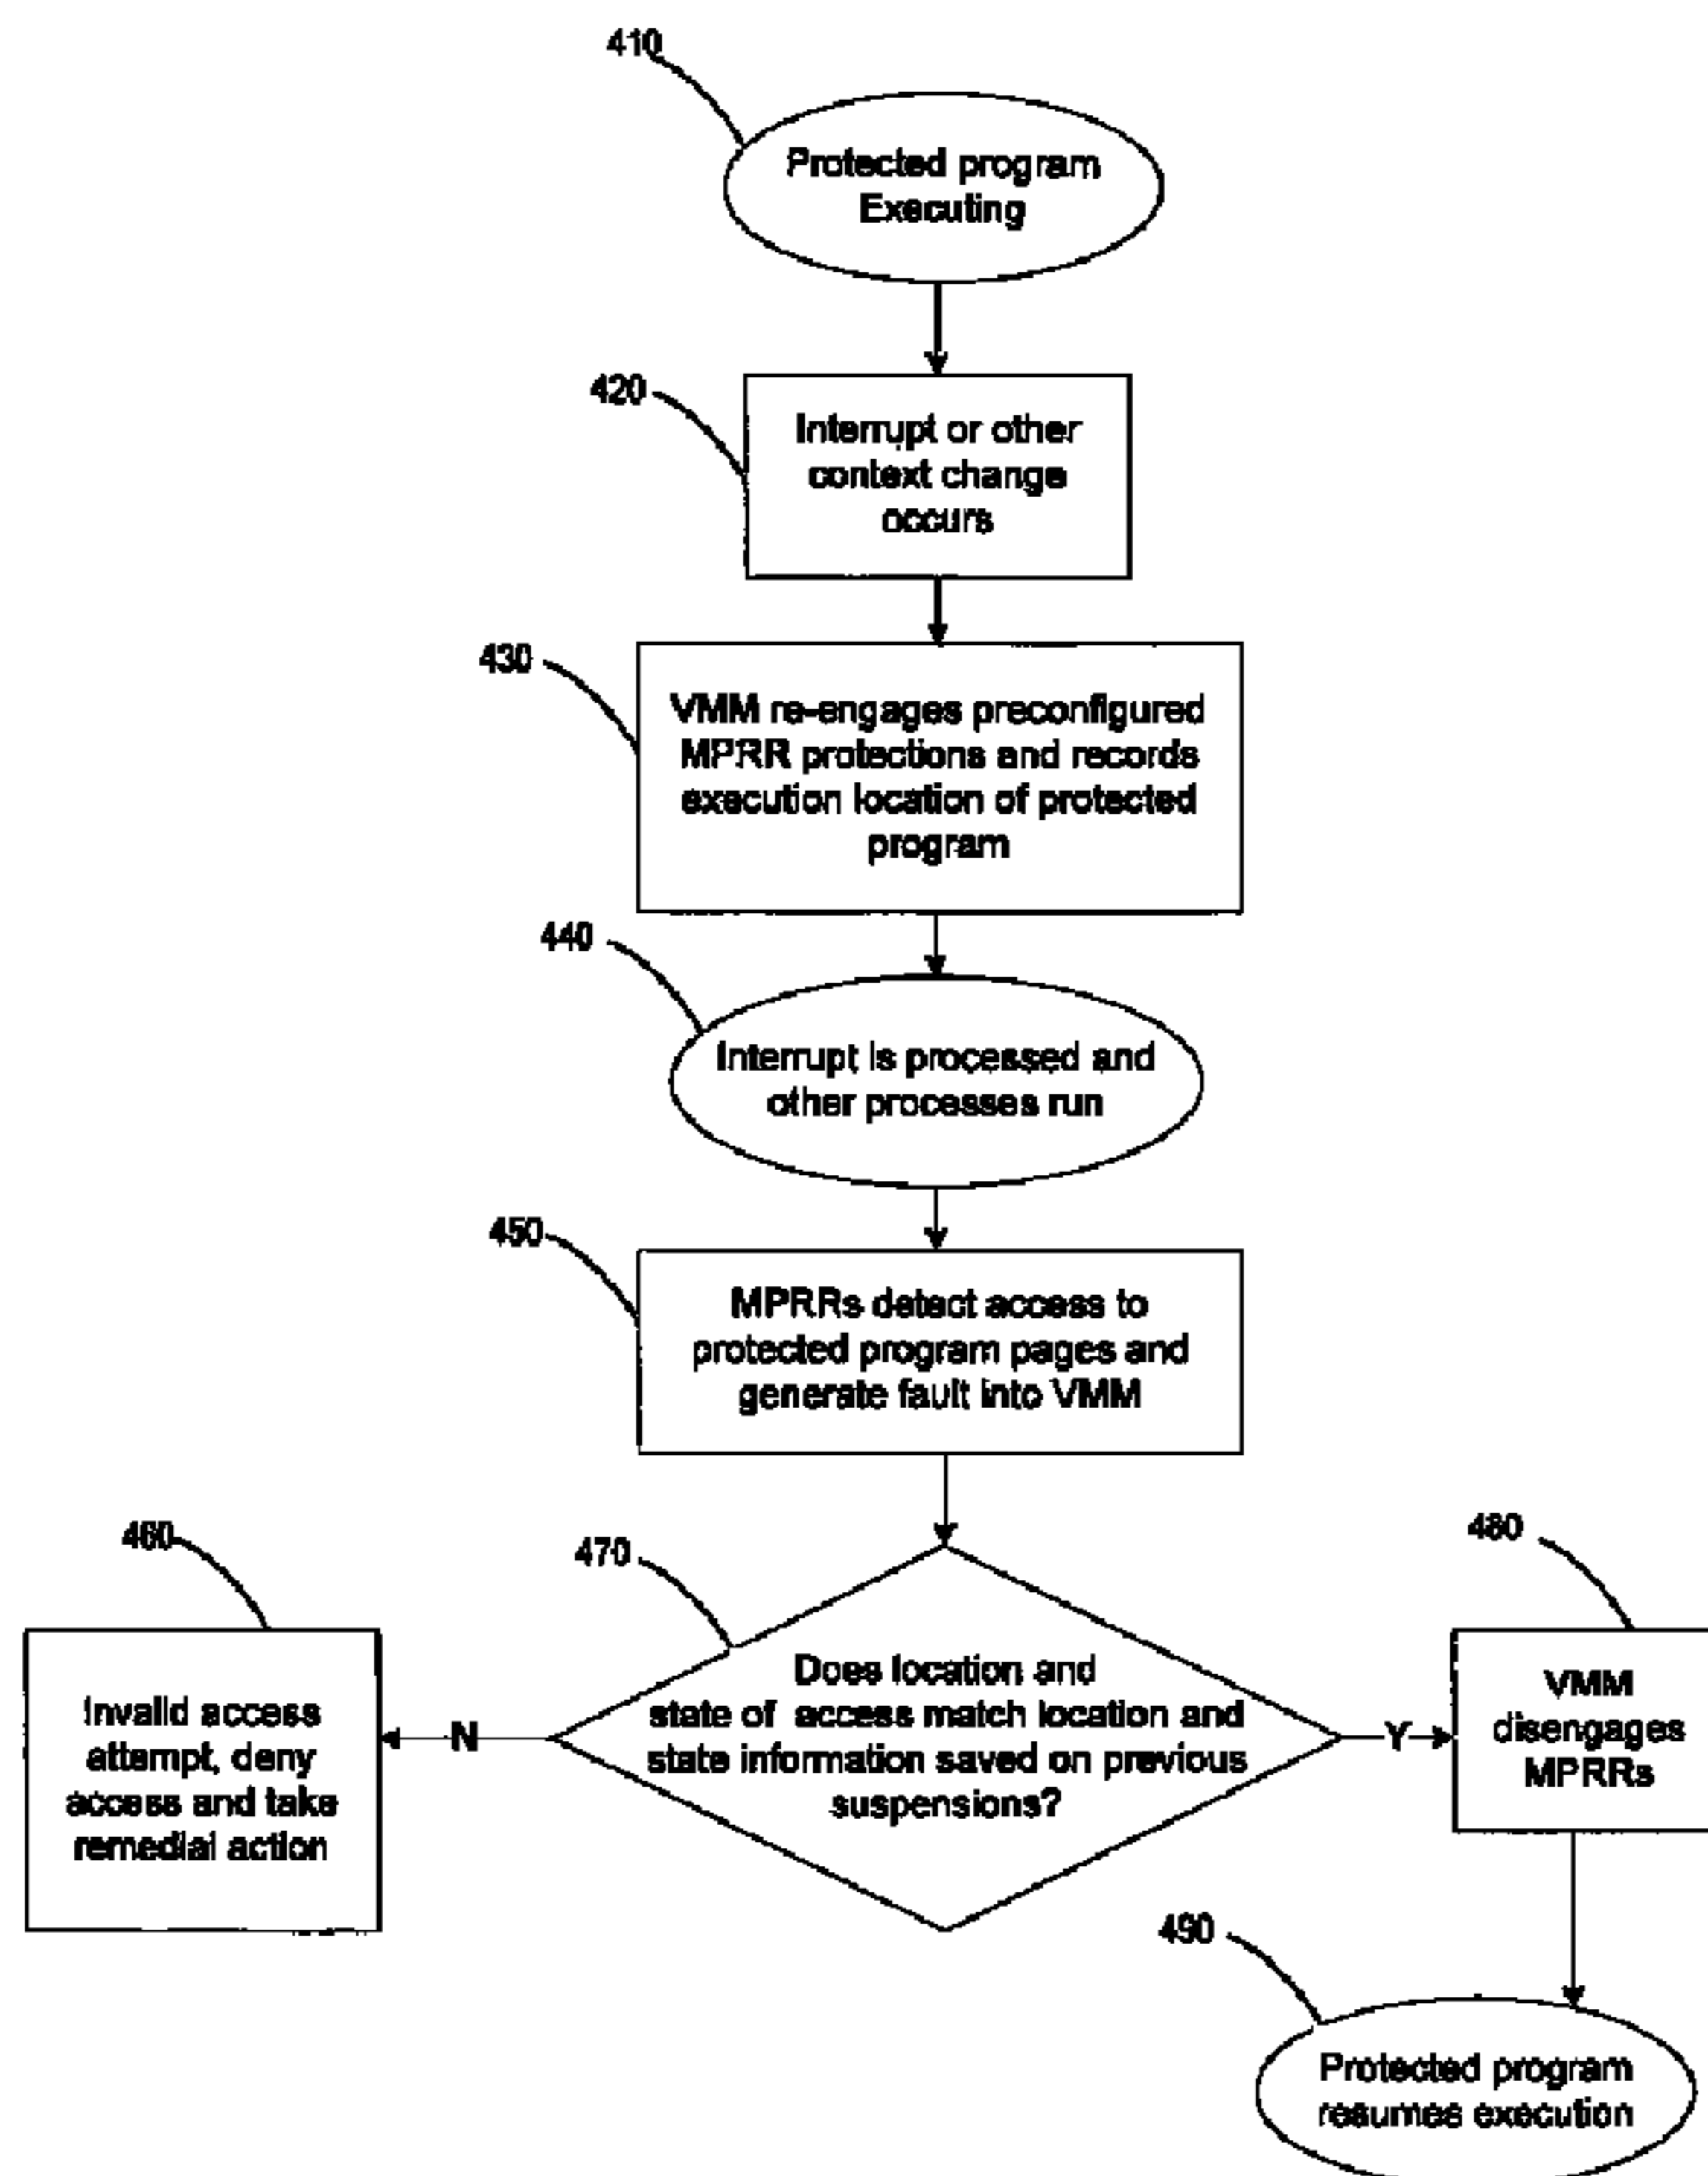 410
Protected program
Executing
420
Interrupt or other
context change
occurs
430
VMM re-engages preconfigured
MPRR protections and records
execution location of protected
program
440
Interrupt is processed and
other processes run
450
MPRRs detect access to
protected program pages and
generate fault into VMM
460
470
480
Invalid access
attempt, deny
access and take
remedial action
N
Does location and
state of access match location and
state information saved on previous
suspensions?
Y
VMM
disengages
MPRRs
490
Protected program
resumes execution